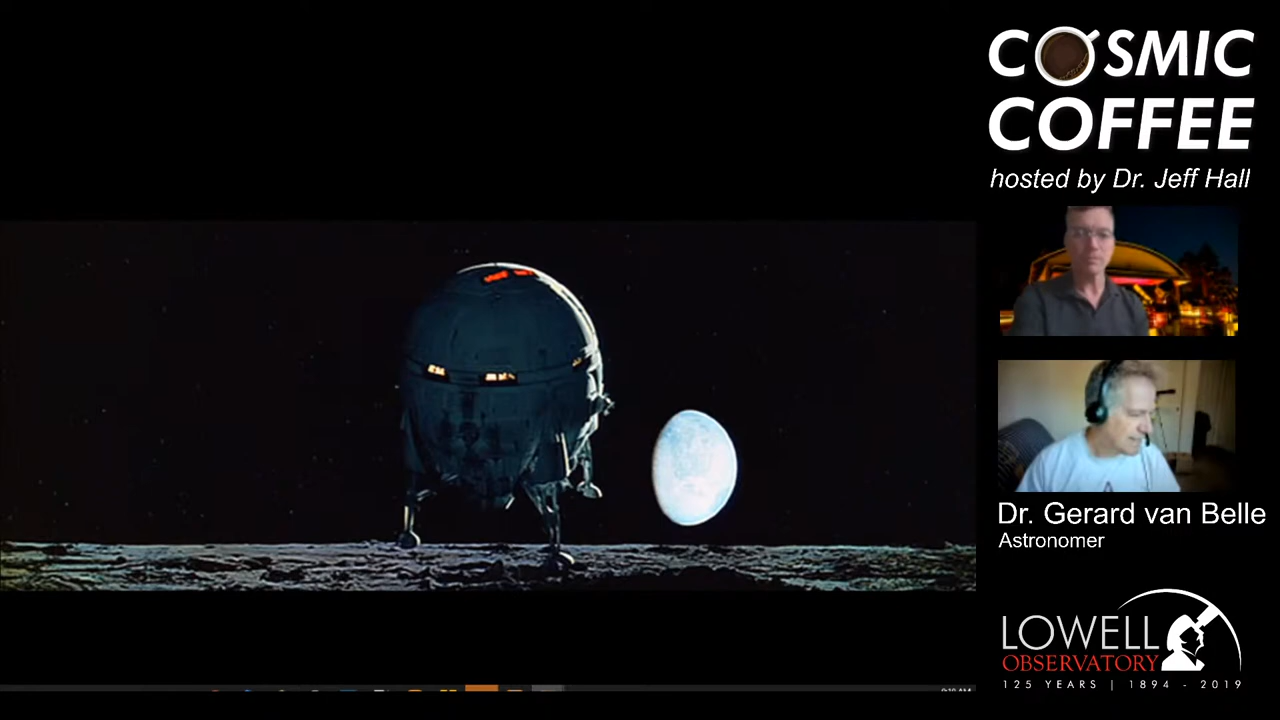 COSMIC
COFFEE
hosted by Dr. Jeff Hall
Dr. Gerard van Belle
Astronomer
LOWELL
OBSERVATORY
125 YEARS | 1894 - 2019